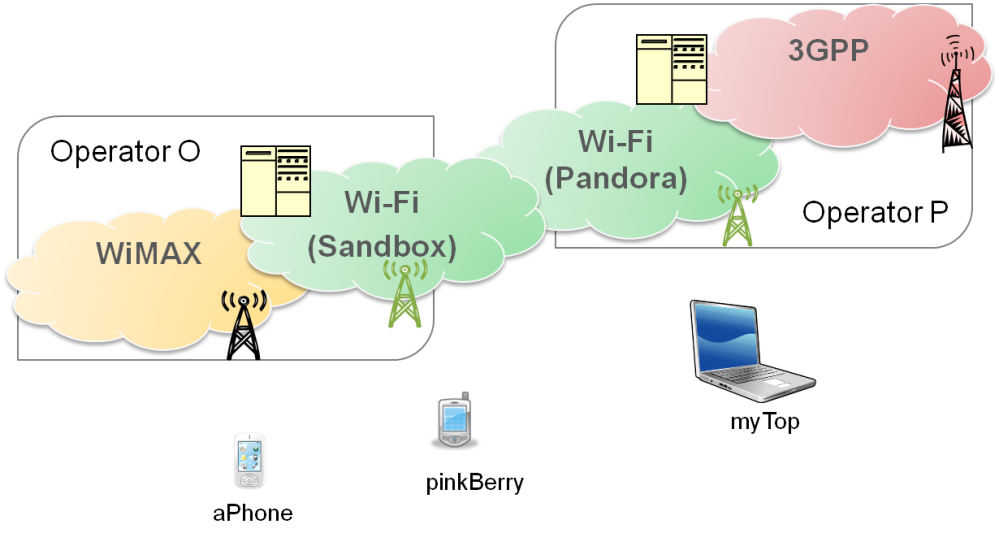 3GPP
Wi-Fi
(Pandora)
Operator P
Operator O
Wi-Fi
(Sandbox)
WiMAX
myTop
pinkBerry
aPhone